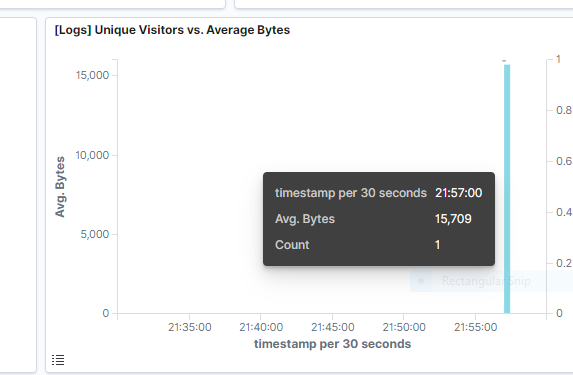 [Logs] Unique Visitors vs. Average Bytes
15,000
10,000
5,000
0
Avg. Bytes
1
0.8
0.6
0.4
0.2
0
timestamp per 30 seconds 21:57:00
Avg. Bytes 15,709
Count 1
Rectangular Snip
21:35:00 21:40:00 21:45:00 21:50:00 21:55:00
timestamp per 30 seconds